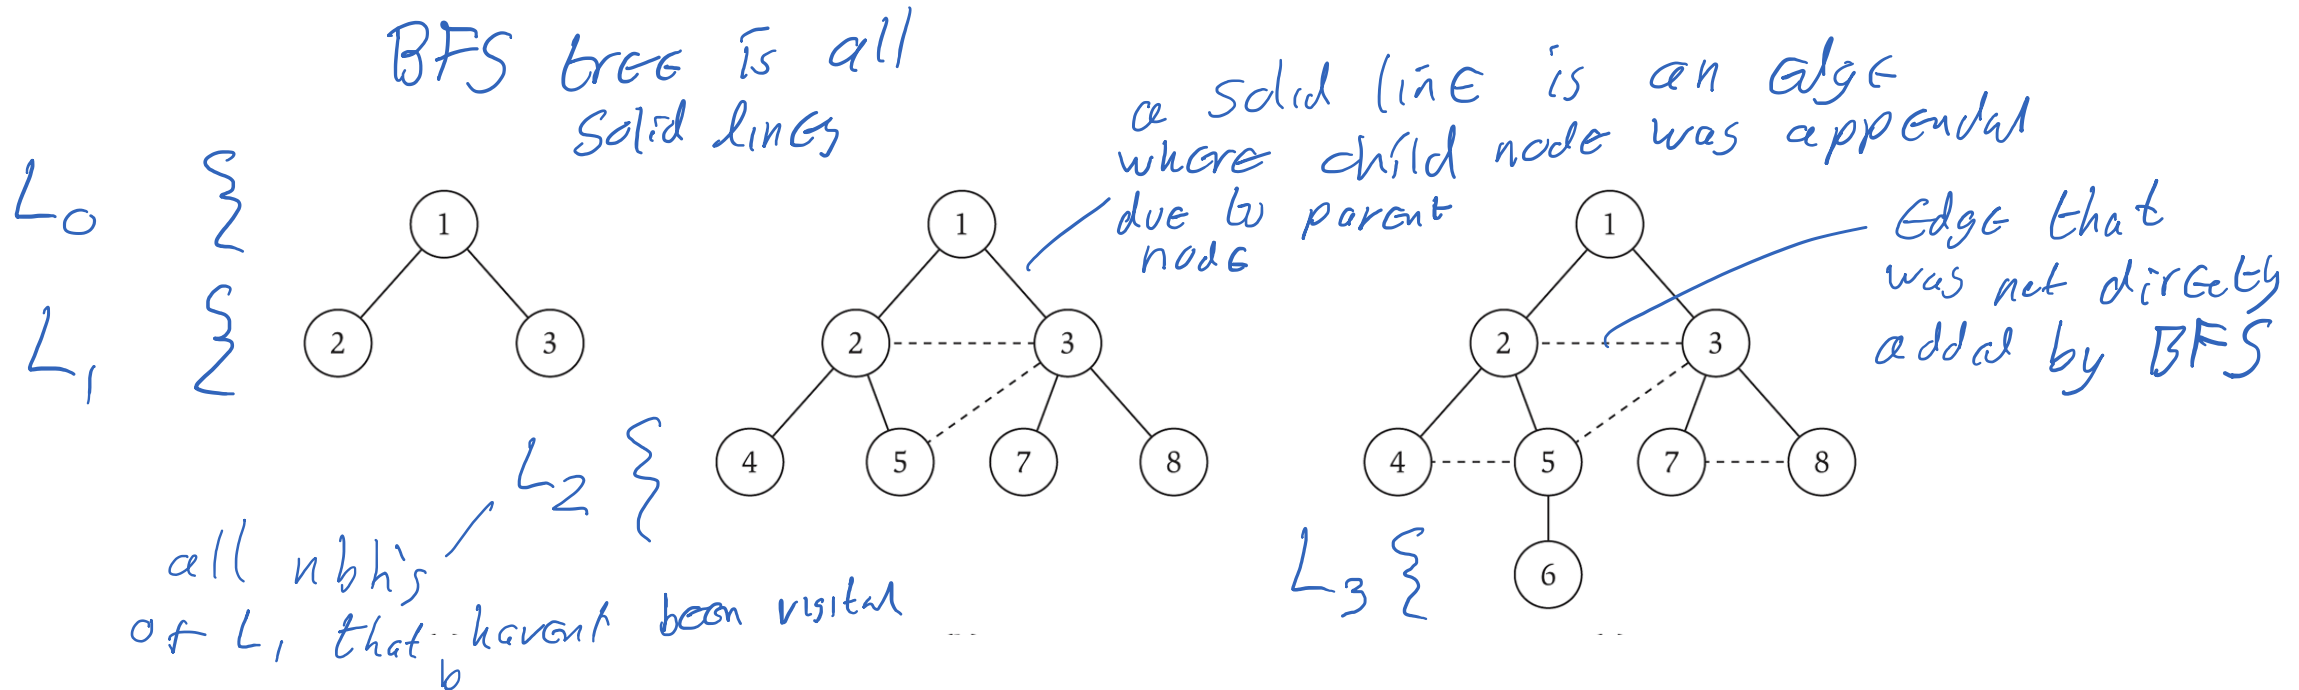 BFS tree is all
solid lines
a solid line is an edge
where child node was appended
due to parent
node
Edge that
was not directly
added by BFS
L0 {
L1 {
L2 {
L3 {
all nbh's
of L1 that havent been visited
b
1
2 3
1
2 3
4 5 7 8
1
2 3
4 5 7 8
6